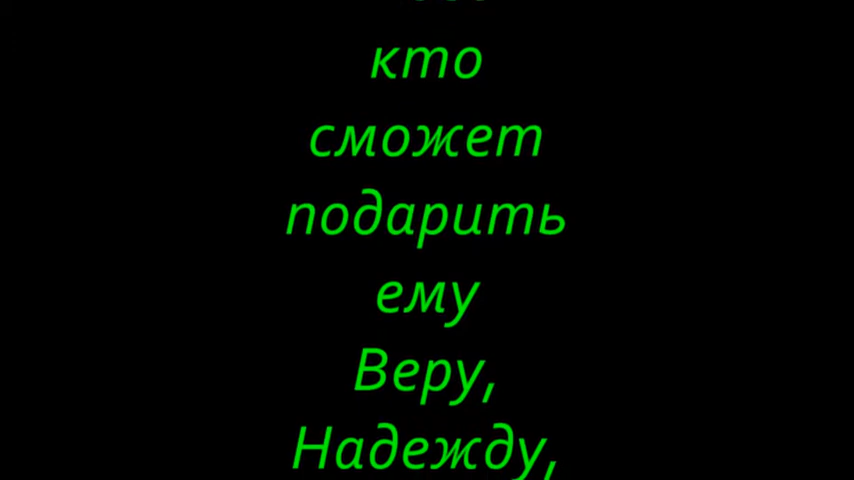 кто
сможет
подарить
ему
Веру,
Надежду,